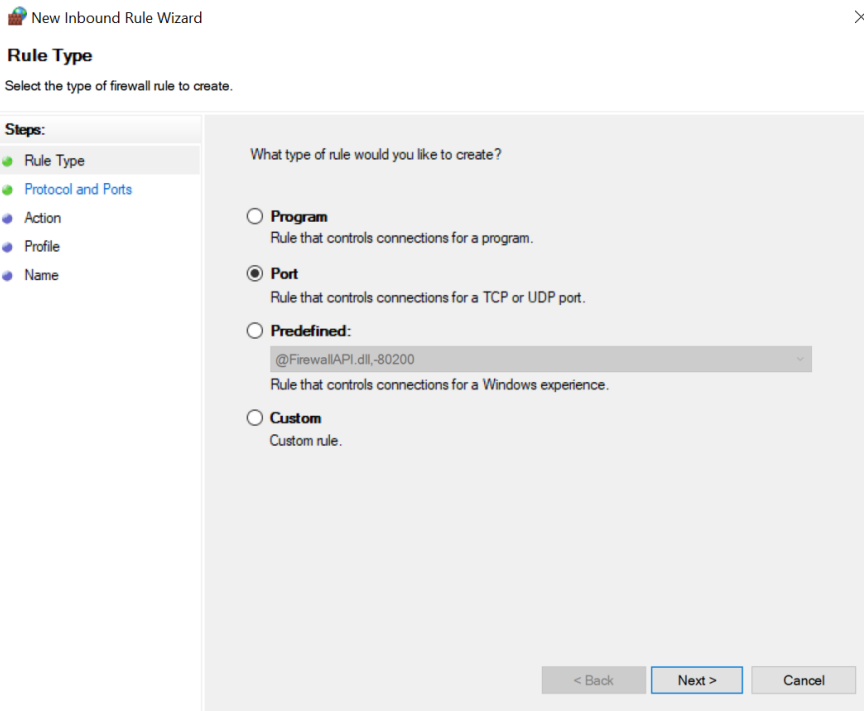 New Inbound Rule Wizard
Rule Type
Select the type of firewall rule to create.
Steps:
Rule Type
Protocol and Ports
Action
Profile
Name
What type of rule would you like to create?
Program
Rule that controls connections for a program.
Port
Rule that controls connections for a TCP or UDP port.
Predefined:
@FirewallAPI.dll,-80200
Rule that controls connections for a Windows experience.
Custom
Custom rule.
< Back Next > Cancel